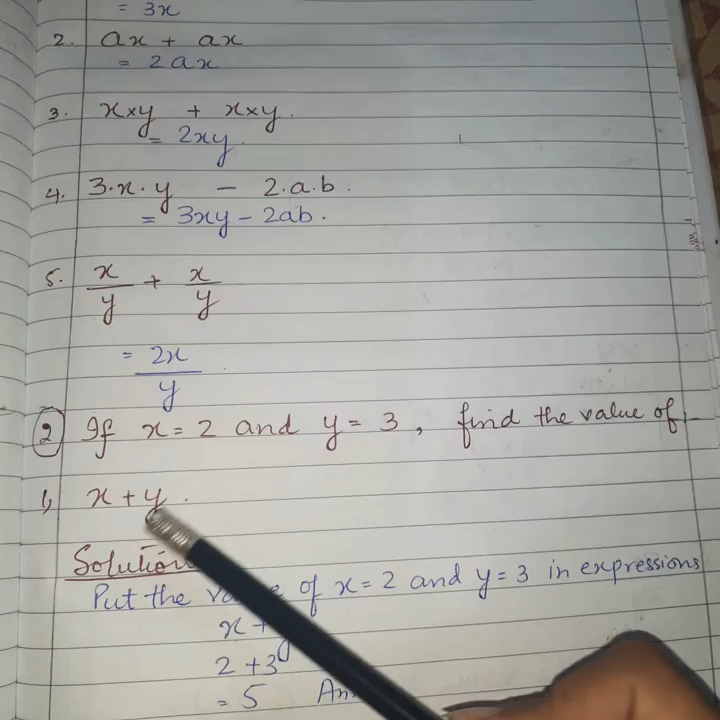 = 3x
2. ax + ax
= 2ax
3. x×y + x×y.
= 2xy.
4. 3·x·y - 2.a.b.
= 3xy - 2ab.
5. x/y + x/y
= 2x/y
2 If x = 2 and y = 3, find the value of:-
1, x + y.
Solution
Put the of x = 2 and y = 3 in expressions
x +
2 + 3
= 5